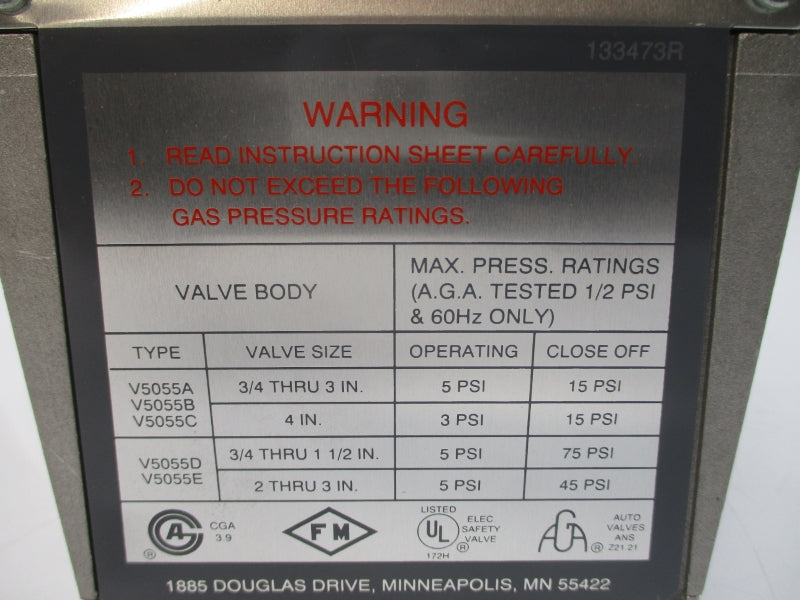 133473R
WARNING
1. READ INSTRUCTION SHEET CAREFULLY.
2. DO NOT EXCEED THE FOLLOWING
GAS PRESSURE RATINGS.
VALVE BODY
MAX. PRESS. RATINGS
(A.G.A. TESTED 1/2 PSI
& 60Hz ONLY)
TYPE VALVE SIZE OPERATING CLOSE OFF
V5055A
V5055B
V5055C
3/4 THRU 3 IN. 5 PSI 15 PSI
4 IN. 3 PSI 15 PSI
V5055D
V5055E
3/4 THRU 1 1/2 IN. 5 PSI 75 PSI
2 THRU 3 IN. 5 PSI 45 PSI
CGA
®
CGA
3.9
FM
LISTED
UL
®
172H
ELEC
SAFETY
VALVE
AGA
®
AUTO
VALVES
ANS
Z21.21
1885 DOUGLAS DRIVE, MINNEAPOLIS, MN 55422